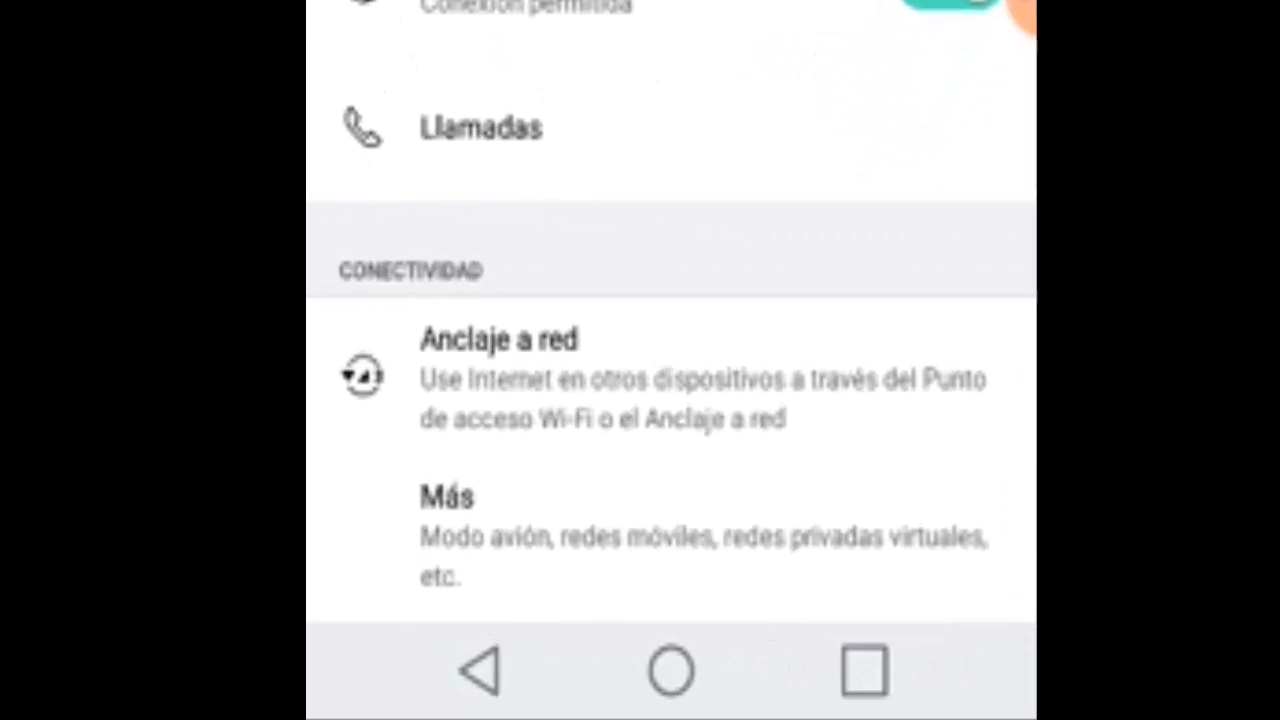 Conexión permitida
Llamadas
CONECTIVIDAD
Anclaje a red
Use Internet en otros dispositivos a través del Punto
de acceso Wi-Fi o el Anclaje a red
Más
Modo avión, redes móviles, redes privadas virtuales,
etc.